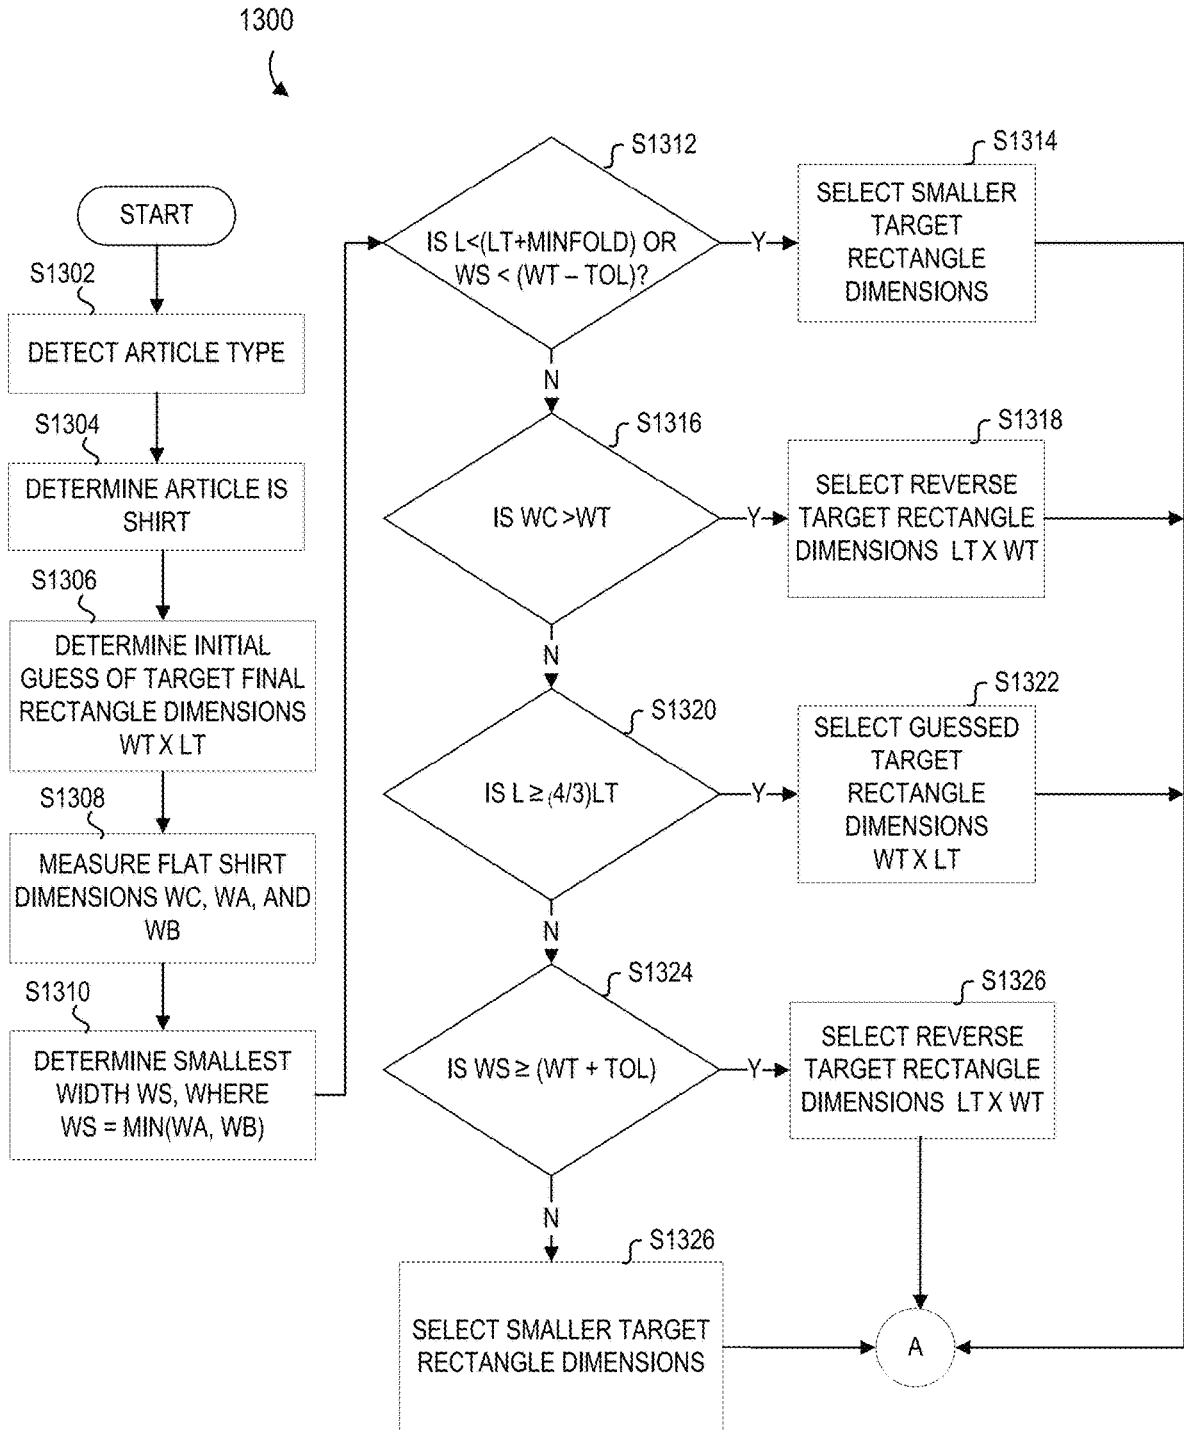 1300
START
S1302
DETECT ARTICLE TYPE
S1304
DETERMINE ARTICLE IS
SHIRT
S1306
DETERMINE INITIAL
GUESS OF TARGET FINAL
RECTANGLE DIMENSIONS
WT X LT
S1308
MEASURE FLAT SHIRT
DIMENSIONS WC, WA, AND
WB
S1310
DETERMINE SMALLEST
WIDTH WS, WHERE
WS = MIN(WA, WB)
S1312
IS L<(LT+MINFOLD) OR
WS < (WT – TOL)?
Y
N
S1314
SELECT SMALLER
TARGET
RECTANGLE
DIMENSIONS
S1316
IS WC >WT
Y
N
S1318
SELECT REVERSE
TARGET RECTANGLE
DIMENSIONS LT X WT
S1320
IS L ≥ (4/3)LT
Y
N
S1322
SELECT GUESSED
TARGET
RECTANGLE
DIMENSIONS
WT X LT
S1324
IS WS ≥ (WT + TOL)
Y
N
S1326
SELECT REVERSE
TARGET RECTANGLE
DIMENSIONS LT X WT
S1326
SELECT SMALLER TARGET
RECTANGLE DIMENSIONS
A